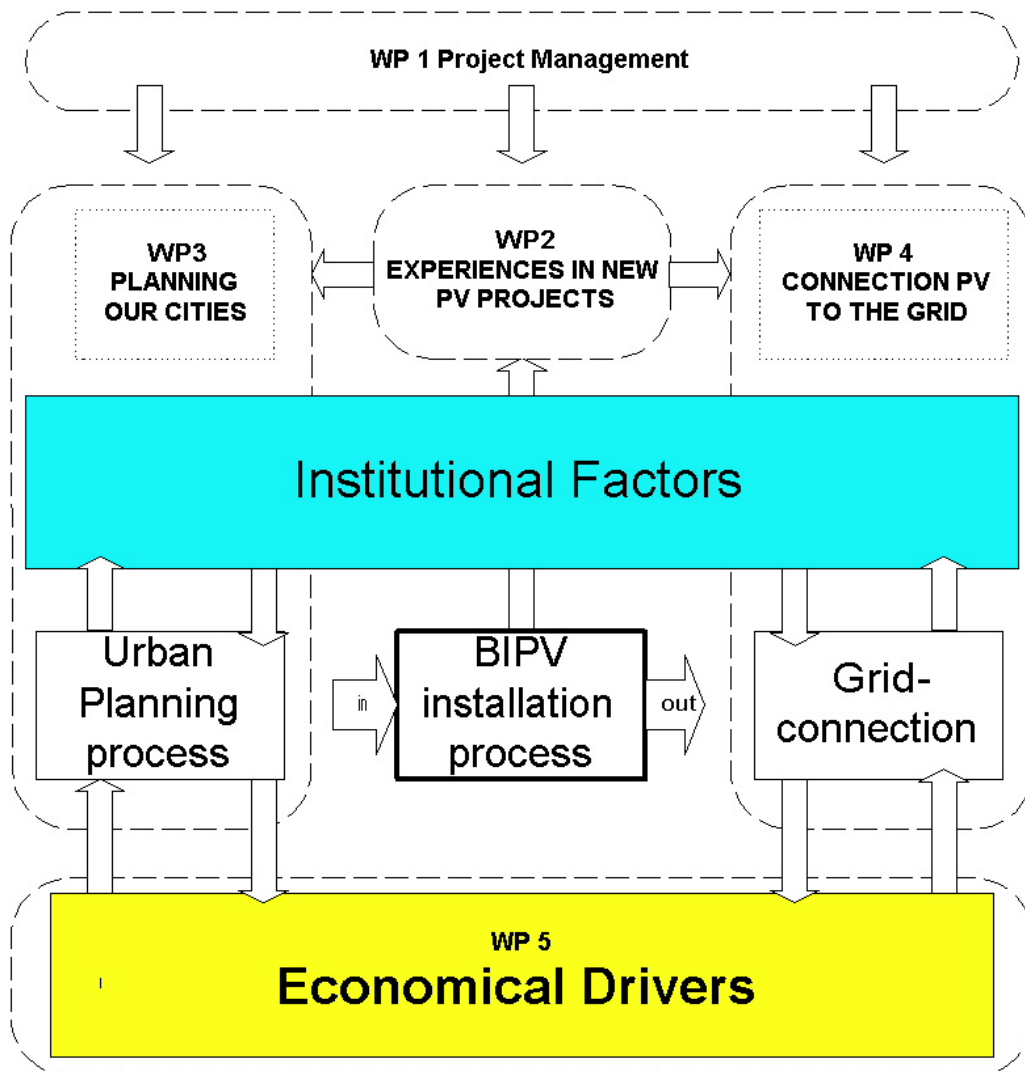 WP 1 Project Management
WP3
PLANNING
OUR CITIES
WP2
EXPERIENCES IN NEW
PV PROJECTS
WP 4
CONNECTION PV
TO THE GRID
Institutional Factors
Urban
Planning
process
in
BIPV
installation
process
out
Grid-
connection
WP 5
Economical Drivers